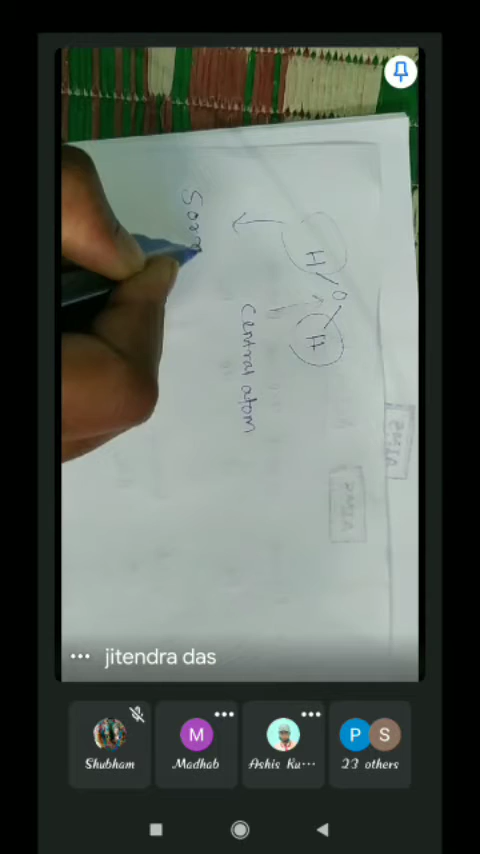 H
O
H
Central atom
jitendra das
Shubham
Madhab
Ashis Ku...
23 others
M
P
S